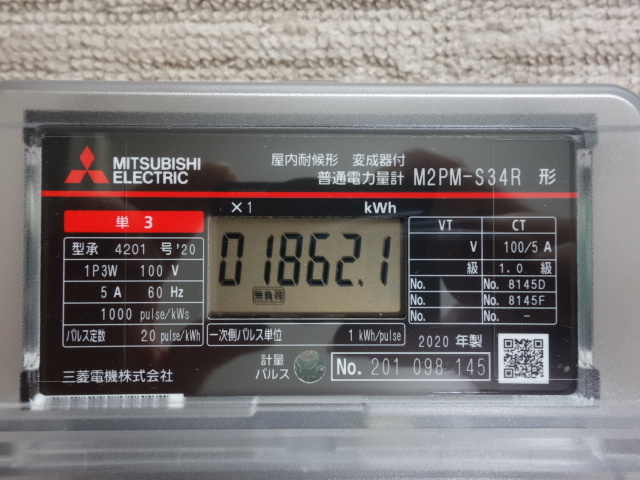 MITSUBISHI
ELECTRIC
屋内耐候形 変成器付
普通電力量計 M2PM-S34R 形
単 3
×1 kWh
01862.1
無負荷
型承 4201 号'20
1P3W 100 V
5 A 60 Hz
1000 pulse/kWs
パルス定数 20 pulse/kWh
一次側パルス単位 1 kWh/pulse
VT CT
V 100/5 A
級 1.0 級
No. No. 8145D
No. No. 8145F
No. No. -
2020 年製
計量
パルス
No. 201 098 145
三菱電機株式会社